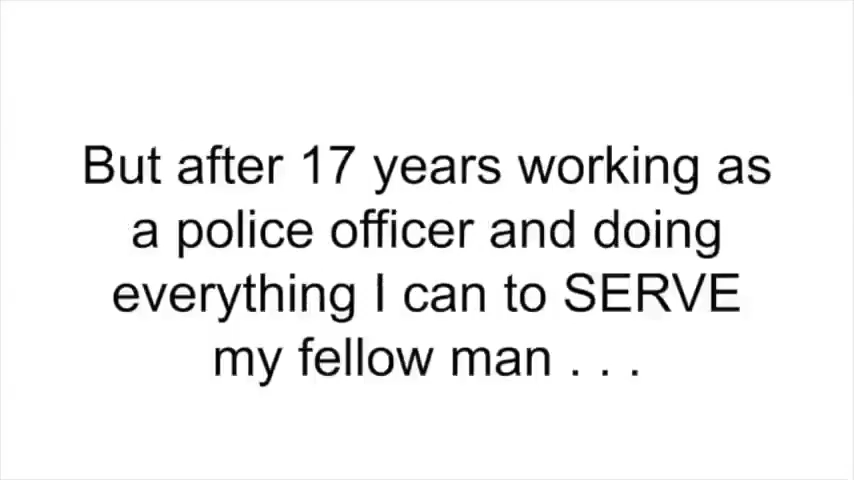 But after 17 years working as
a police officer and doing
everything I can to SERVE
my fellow man . . .